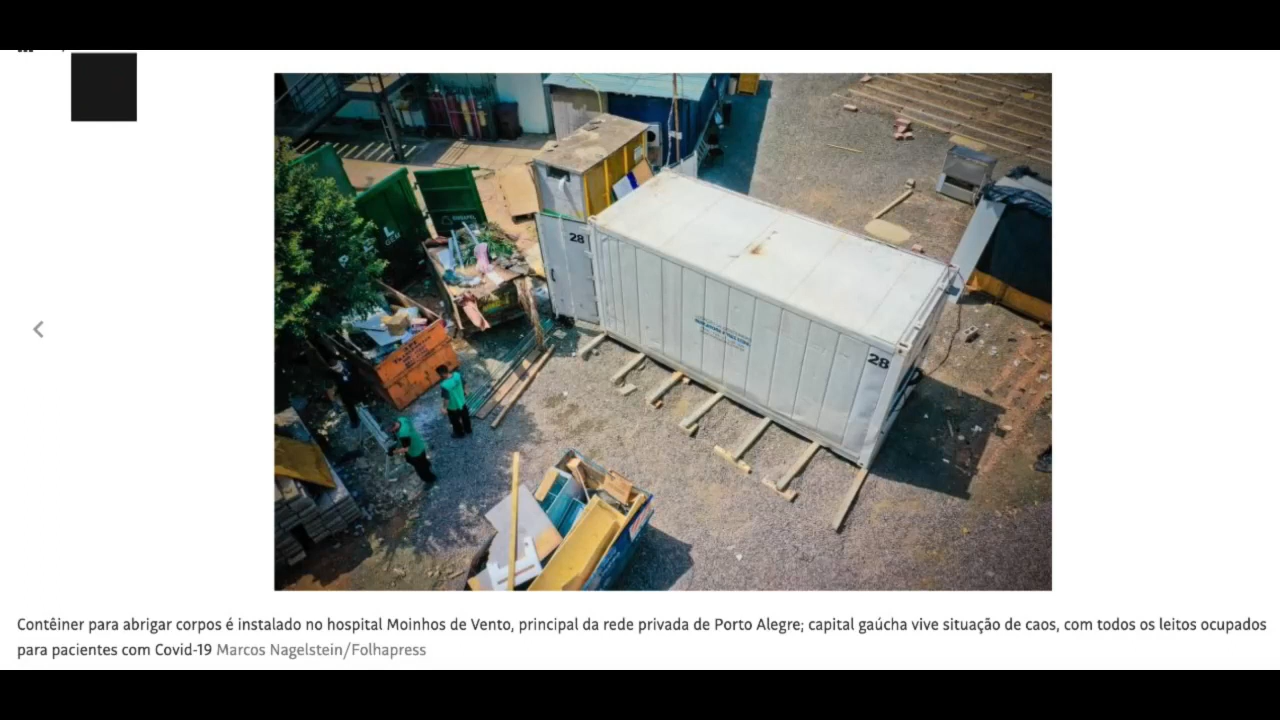 28
28
Contêiner para abrigar corpos é instalado no hospital Moinhos de Vento, principal da rede privada de Porto Alegre; capital gaúcha vive situação de caos, com todos os leitos ocupados
para pacientes com Covid-19 Marcos Nagelstein/Folhapress